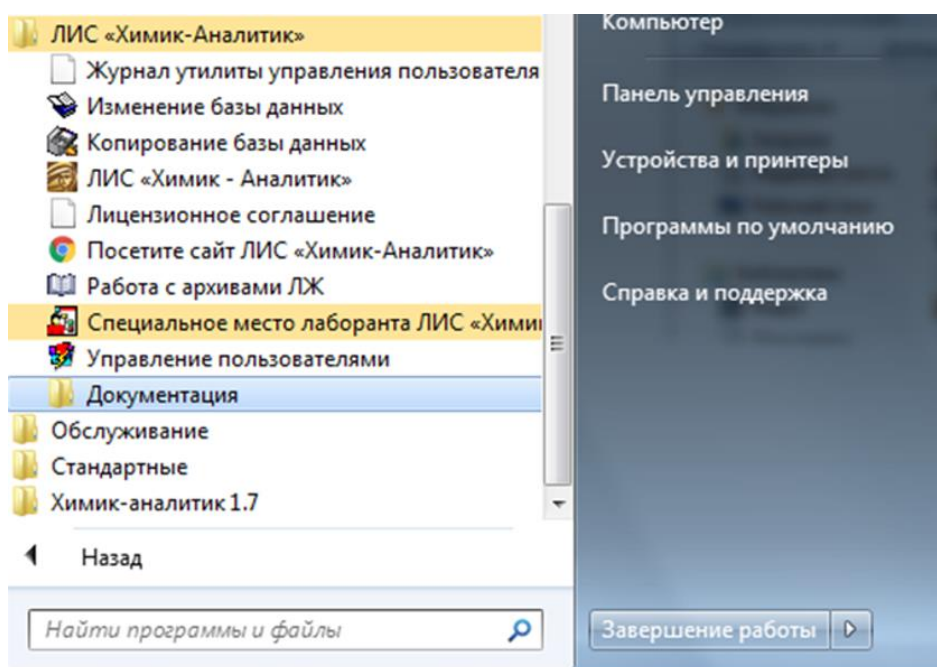 ЛИС «Химик-Аналитик»
Журнал утилиты управления пользователя
Изменение базы данных
Копирование базы данных
ЛИС «Химик - Аналитик»
Лицензионное соглашение
Посетите сайт ЛИС «Химик-Аналитик»
Работа с архивами ЛЖ
Специальное место лаборанта ЛИС «Хими
Управление пользователями
Документация
Обслуживание
Стандартные
Химик-аналитик 1.7
Назад
Найти программы и файлы
Компьютер
Панель управления
Устройства и принтеры
Программы по умолчанию
Справка и поддержка
Завершение работы